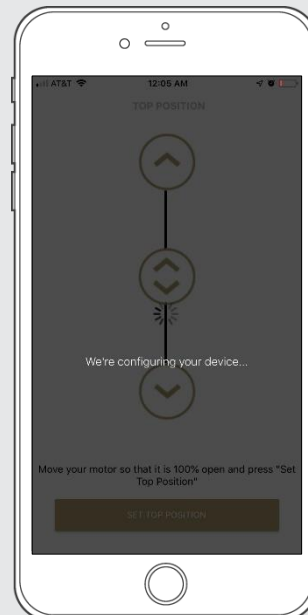 AT&T 12:05 AM
TOP POSITION
We're configuring your device...
Move your motor so that it is 100% open and press "Set
Top Position"
SET TOP POSITION